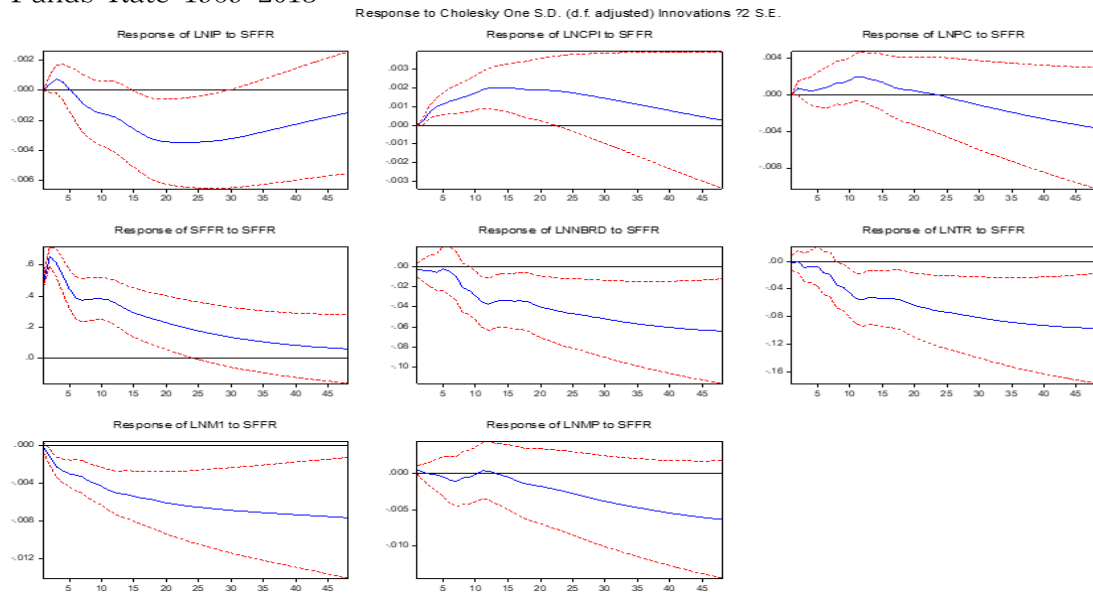 Funds Rate
Response to Cholesky One S.D. (d.f. adjusted) Innovations ?2 S.E.
Response of LNIP to SFFR
.002
.000
-.002
-.004
-.006
5 10 15 20 25 30 35 40 45
Response of LNCPI to SFFR
.003
.002
.001
.000
-.001
-.002
-.003
5 10 15 20 25 30 35 40 45
Response of LNPC to SFFR
.004
.000
-.004
-.008
5 10 15 20 25 30 35 40 45
Response of SFFR to SFFR
.6
.4
.2
.0
5 10 15 20 25 30 35 40 45
Response of LNNBRD to SFFR
.00
-.02
-.04
-.06
-.08
-.10
5 10 15 20 25 30 35 40 45
Response of LNTR to SFFR
.00
-.04
-.08
-.12
-.16
5 10 15 20 25 30 35 40 45
Response of LNM1 to SFFR
.000
-.004
-.008
-.012
5 10 15 20 25 30 35 40 45
Response of LNMP to SFFR
.000
-.005
-.010
5 10 15 20 25 30 35 40 45